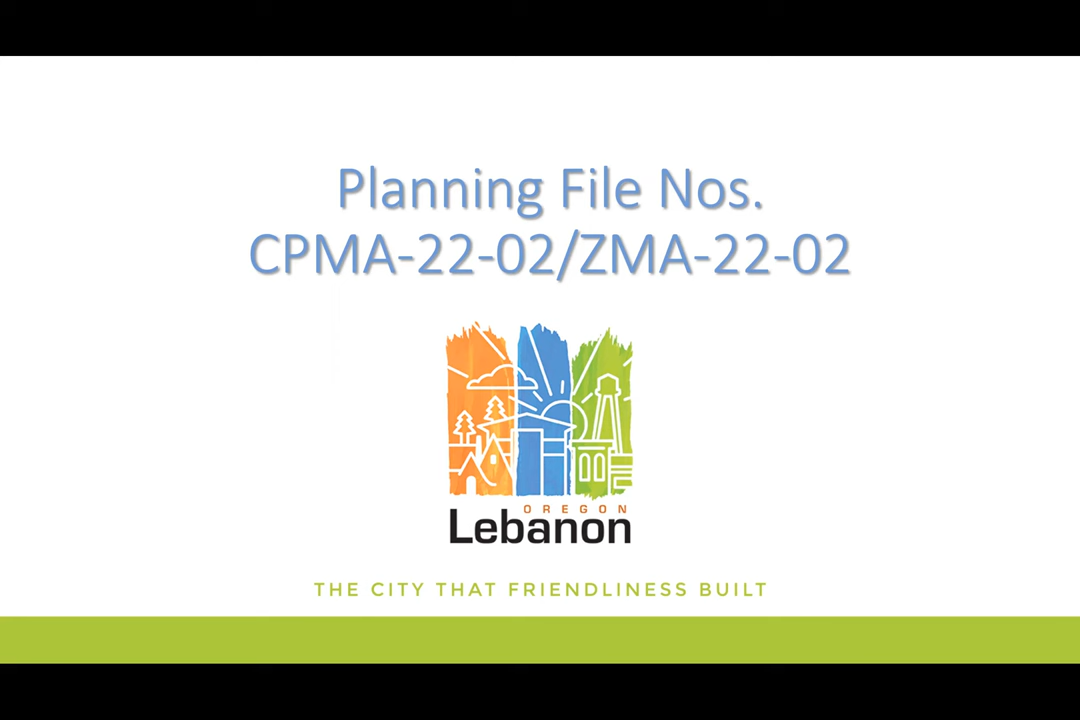 Planning File Nos.
CPMA-22-02/ZMA-22-02
OREGON
Lebanon
THE CITY THAT FRIENDLINESS BUILT